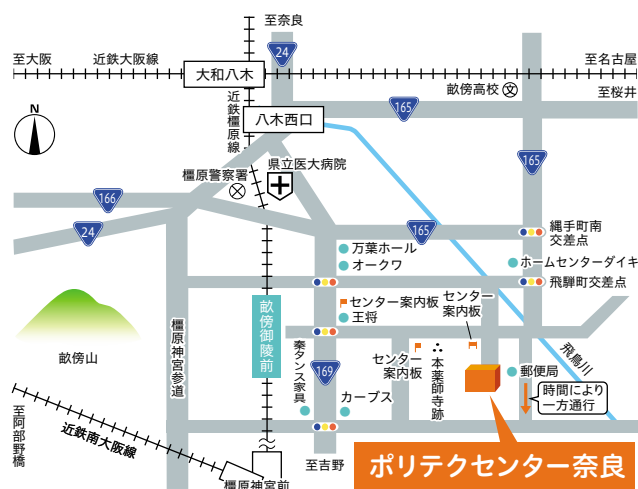 至奈良
24
至大阪
近鉄大阪線
大和八木
至名古屋
畝傍高校
文
至桜井
N
近鉄橿原線
八木西口
165
165
県立医大病院
橿原警察署
166
24
165
縄手町南
交差点
万葉ホール
オークワ
ホームセンターダイキ
飛騨町交差点
センター案内板
王将
センター
案内板
畝傍御陵前
畝傍山
橿原神宮参道
秦タンス家具
169
センター
案内板
本薬師寺跡
飛鳥川
郵便局
時間により
一方通行
カーブス
至阿部野橋
近鉄南大阪線
至吉野
橿原神宮前
ポリテクセンター奈良